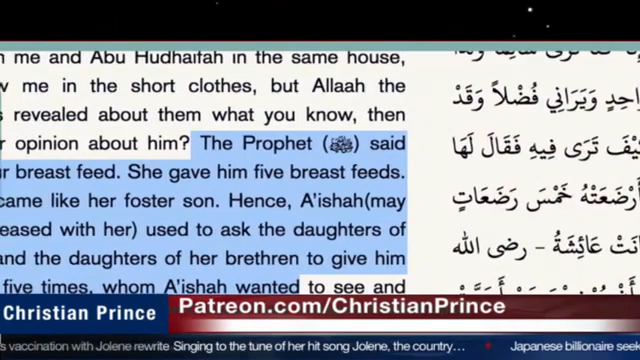 me and Abu Hudhaifah in the same house,
me in the short clothes, but Allaah the
revealed about them what you know, then
opinion about him? The Prophet (ﷺ) said
breast feed. She gave him five breast feeds.
like her foster son. Hence, A'ishah(may
with her) used to ask the daughters of
and the daughters of her brethren to give him
five times, whom A'ishah wanted to see and
وَيَرَانِي فُضْلاً وَقَدْ
تَرَى فِيهِ فَقَالَ لَهَا
خَمْسَ رَضَعَاتٍ
عَائِشَةُ - رضى الله
Christian Prince
Patreon.com/ChristianPrince
vaccination with Jolene rewrite Singing to the tune of her hit song Jolene, the country… • Japanese billionaire